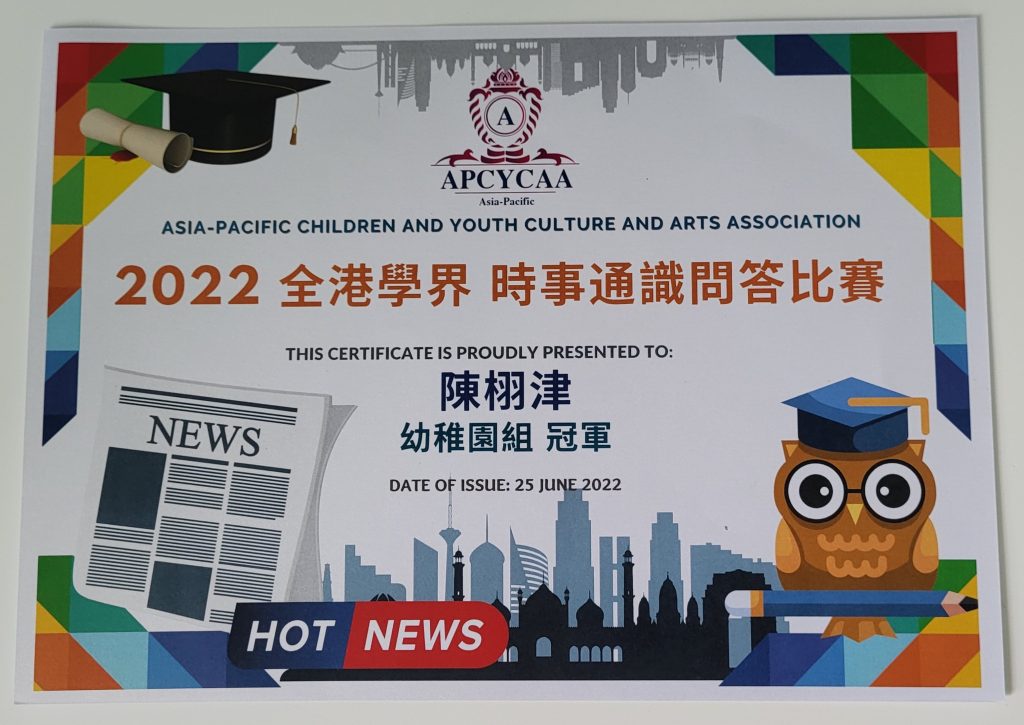 A
APCYCAA
Asia-Pacific
ASIA-PACIFIC CHILDREN AND YOUTH CULTURE AND ARTS ASSOCIATION
2022 全港學界 時事通識問答比賽
THIS CERTIFICATE IS PROUDLY PRESENTED TO:
陳栩津
幼稚園組 冠軍
DATE OF ISSUE: 25 JUNE 2022
NEWS
HOT NEWS